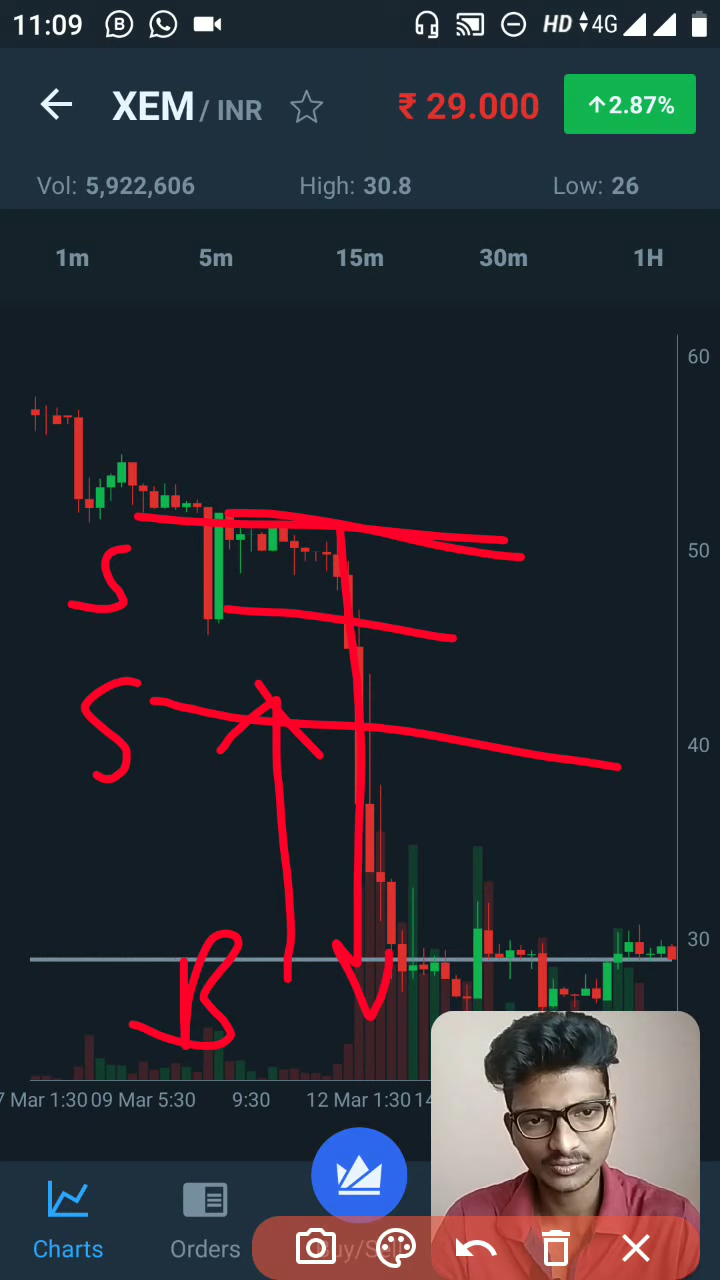 11:09 B HD 4G
XEM / INR ₹ 29.000 ↑2.87%
Vol: 5,922,606 High: 30.8 Low: 26
1m 5m 15m 30m 1H
60
50
S
S
40
30
B
7 Mar 1:30 09 Mar 5:30 9:30 12 Mar 1:30 14
Charts Orders Buy/Sell